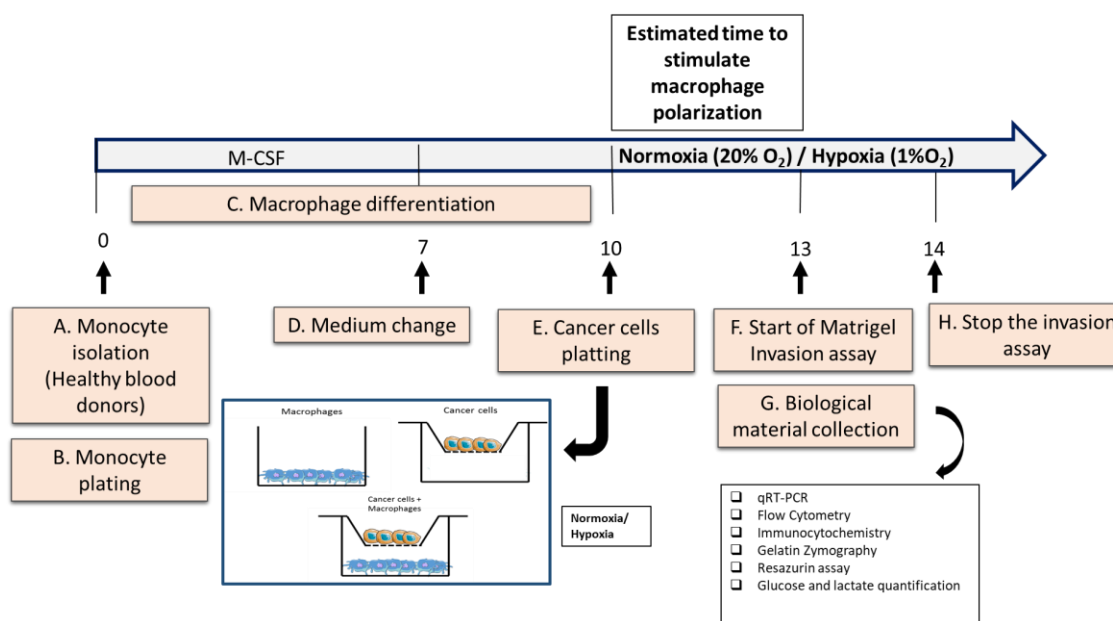 Estimated time to
stimulate
macrophage
polarization
M-CSF
Normoxia (20% O₂) / Hypoxia (1%O₂)
C. Macrophage differentiation
0
7
10
13
14
A. Monocyte
isolation
(Healthy blood
donors)
B. Monocyte
plating
D. Medium change
E. Cancer cells
platting
F. Start of Matrigel
Invasion assay
G. Biological
material collection
H. Stop the invasion
assay
Macrophages
Cancer cells
Cancer cells +
Macrophages
Normoxia/
Hypoxia
❑ qRT-PCR
❑ Flow Cytometry
❑ Immunocytochemistry
❑ Gelatin Zymography
❑ Resazurin assay
❑ Glucose and lactate quantification